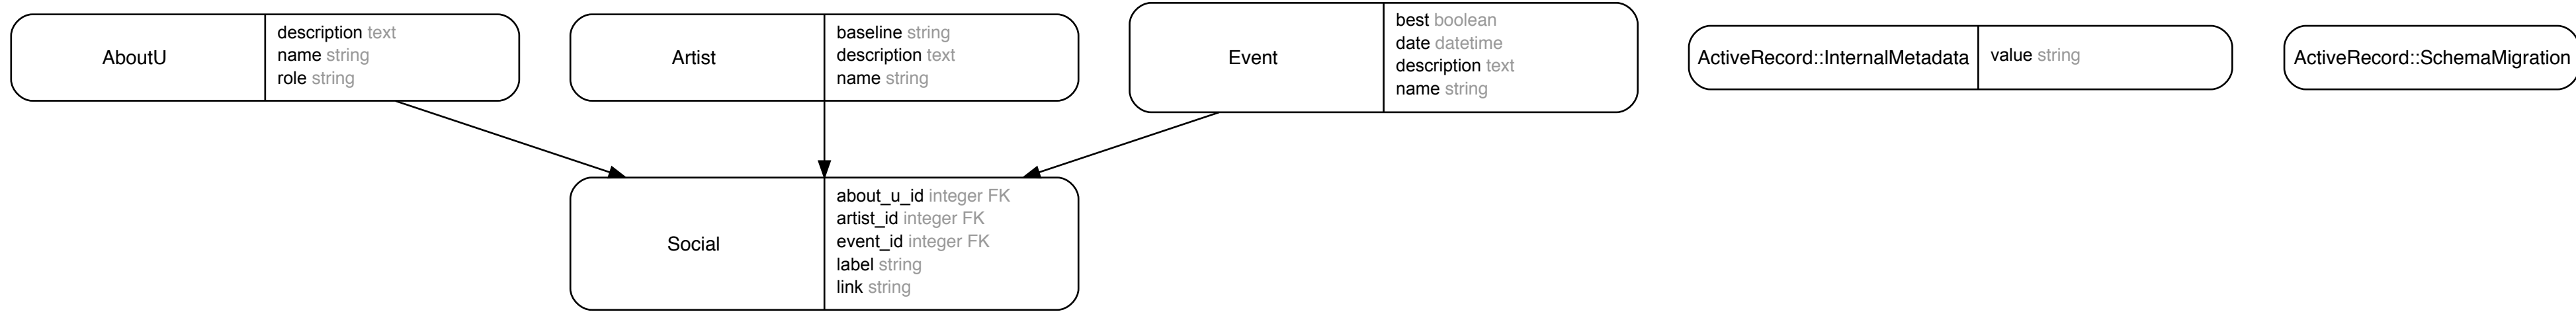 AboutU
description text
name string
role string
Artist
baseline string
description text
name string
Event
best boolean
date datetime
description text
name string
ActiveRecord::InternalMetadata
value string
ActiveRecord::SchemaMigration
Social
about_u_id integer FK
artist_id integer FK
event_id integer FK
label string
link string